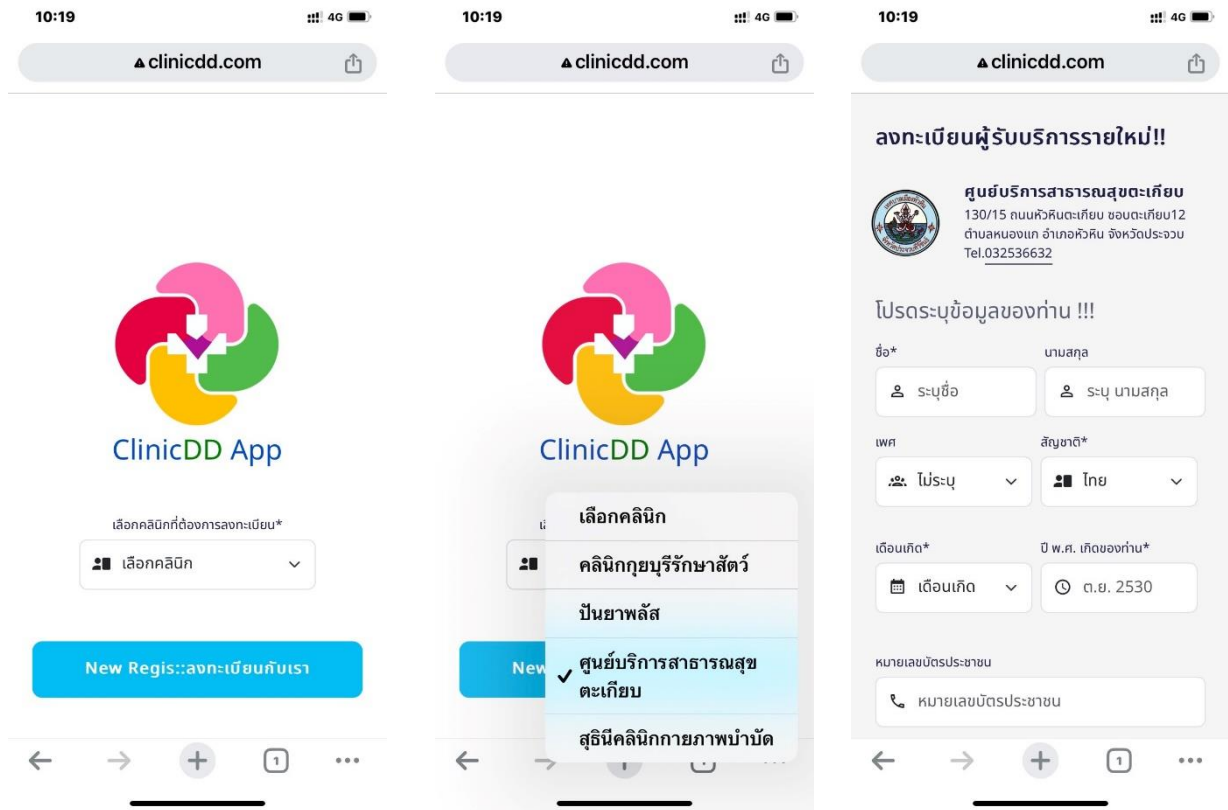 10:19
4G
clinicdd.com
ClinicDD App
เลือกคลินิกที่ต้องการลงทะเบียน*
เลือกคลินิก
New Regis::ลงทะเบียนกับเรา
1
10:19
4G
clinicdd.com
ClinicDD App
เลือกคลินิก
คลินิกกุยบุรีรักษาสัตว์
ปันยาพลัส
ศูนย์บริการสาธารณสุข
ตะเกียบ
สุธินีคลินิกกายภาพบำบัด
New
10:19
4G
clinicdd.com
ลงทะเบียนผู้รับบริการรายใหม่!!
ศูนย์บริการสาธารณสุขตะเกียบ
130/15 ถนนหัวหินตะเกียบ ซอบตะเกียบ12
ตำบลหนองแก อำเภอหัวหิน จังหวัดประจวบ
Tel.032536632
โปรดระบุข้อมูลของท่าน !!!
ชื่อ* นามสกุล
ระบุชื่อ ระบุ นามสกุล
เพศ สัญชาติ*
ไม่ระบุ ไทย
เดือนเกิด* ปี พ.ศ. เกิดของท่าน*
เดือนเกิด ต.ย. 2530
หมายเลขบัตรประชาชน
หมายเลขบัตรประชาชน
1